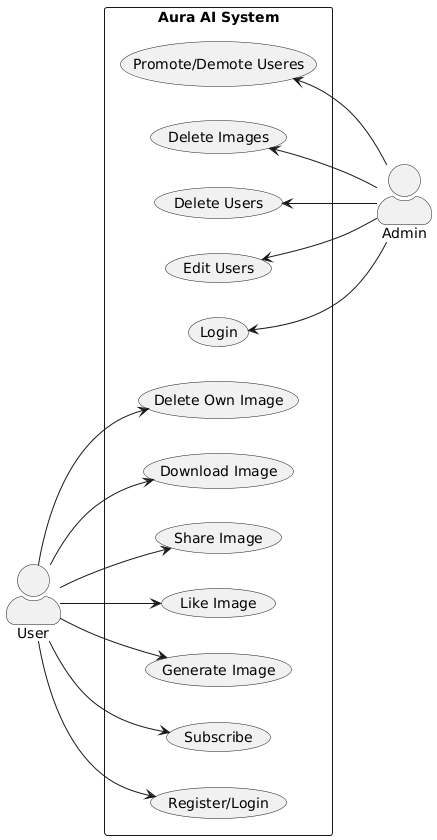 Aura AI System
Promote/Demote Useres
Delete Images
Delete Users
Admin
Edit Users
Login
Delete Own Image
Download Image
Share Image
Like Image
User
Generate Image
Subscribe
Register/Login